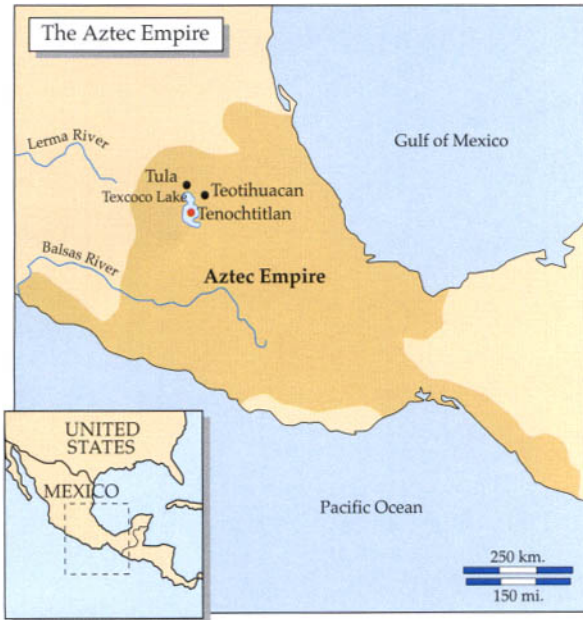 The Aztec Empire
Gulf of Mexico
Lerma River
Tula
Teotihuacan
Texcoco Lake
Tenochtitlan
Balsas River
Aztec Empire
UNITED
STATES
MEXICO
Pacific Ocean
250 km.
150 mi.